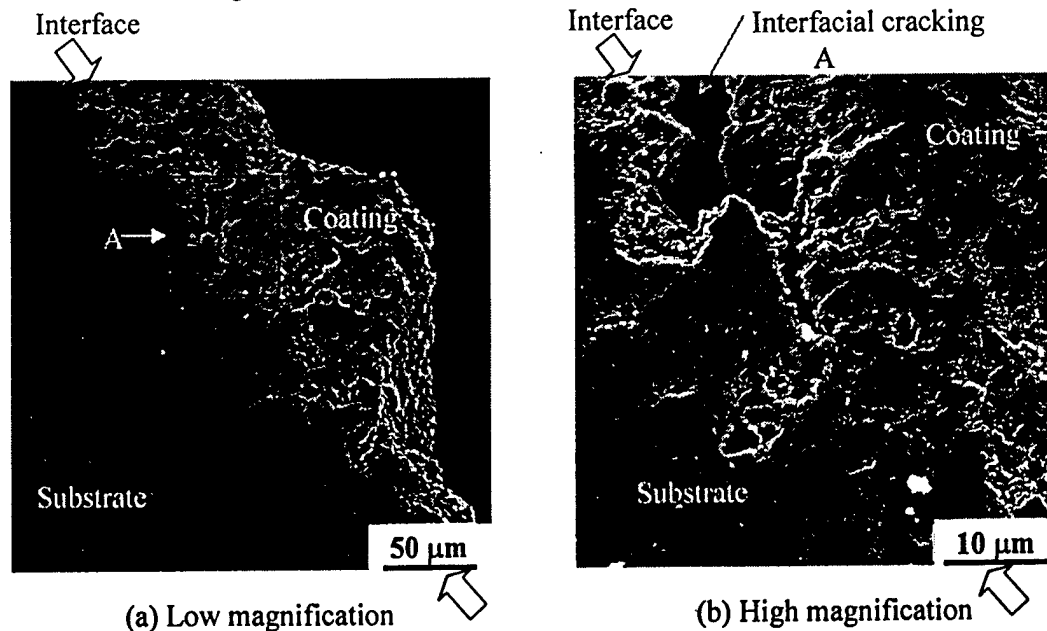 Interface
Coating
A
Substrate
50 μm
(a) Low magnification
Interface
Interfacial cracking
A
Coating
Substrate
10 μm
(b) High magnification